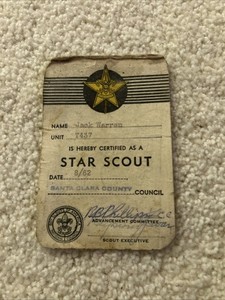 NAME Jack Warren
UNIT 7437
IS HEREBY CERTIFIED AS A
STAR SCOUT
DATE 8/62
SANTA CLARA COUNTY COUNCIL
ADVANCEMENT COMMITTEE
SCOUT EXECUTIVE